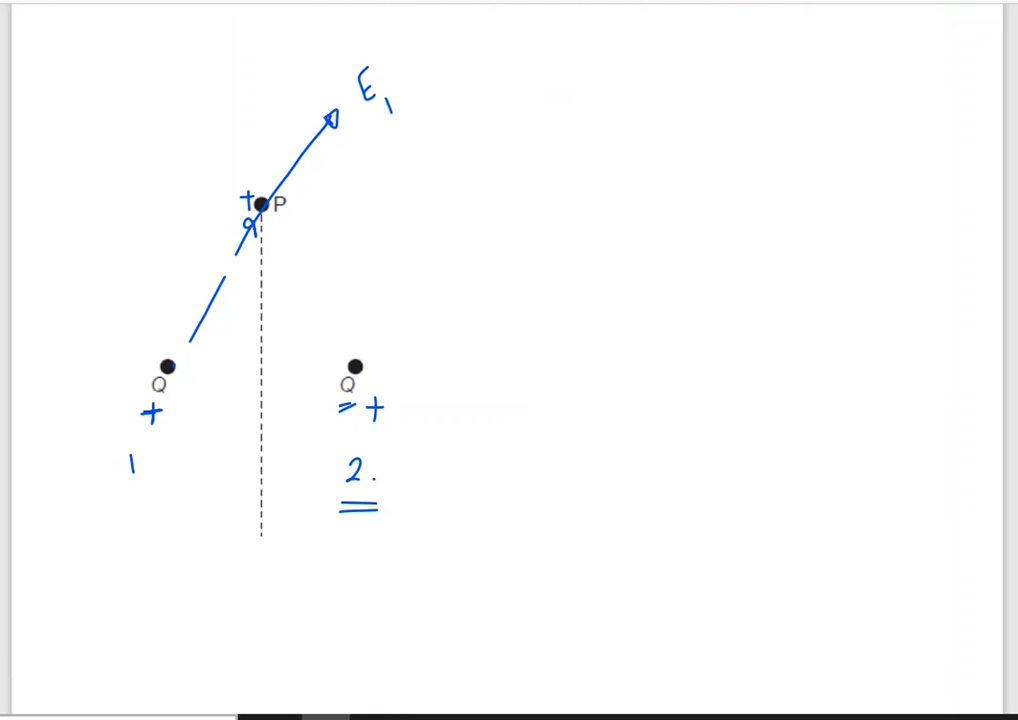 E₁
+ P
q
Q Q
+ = +
1 2.